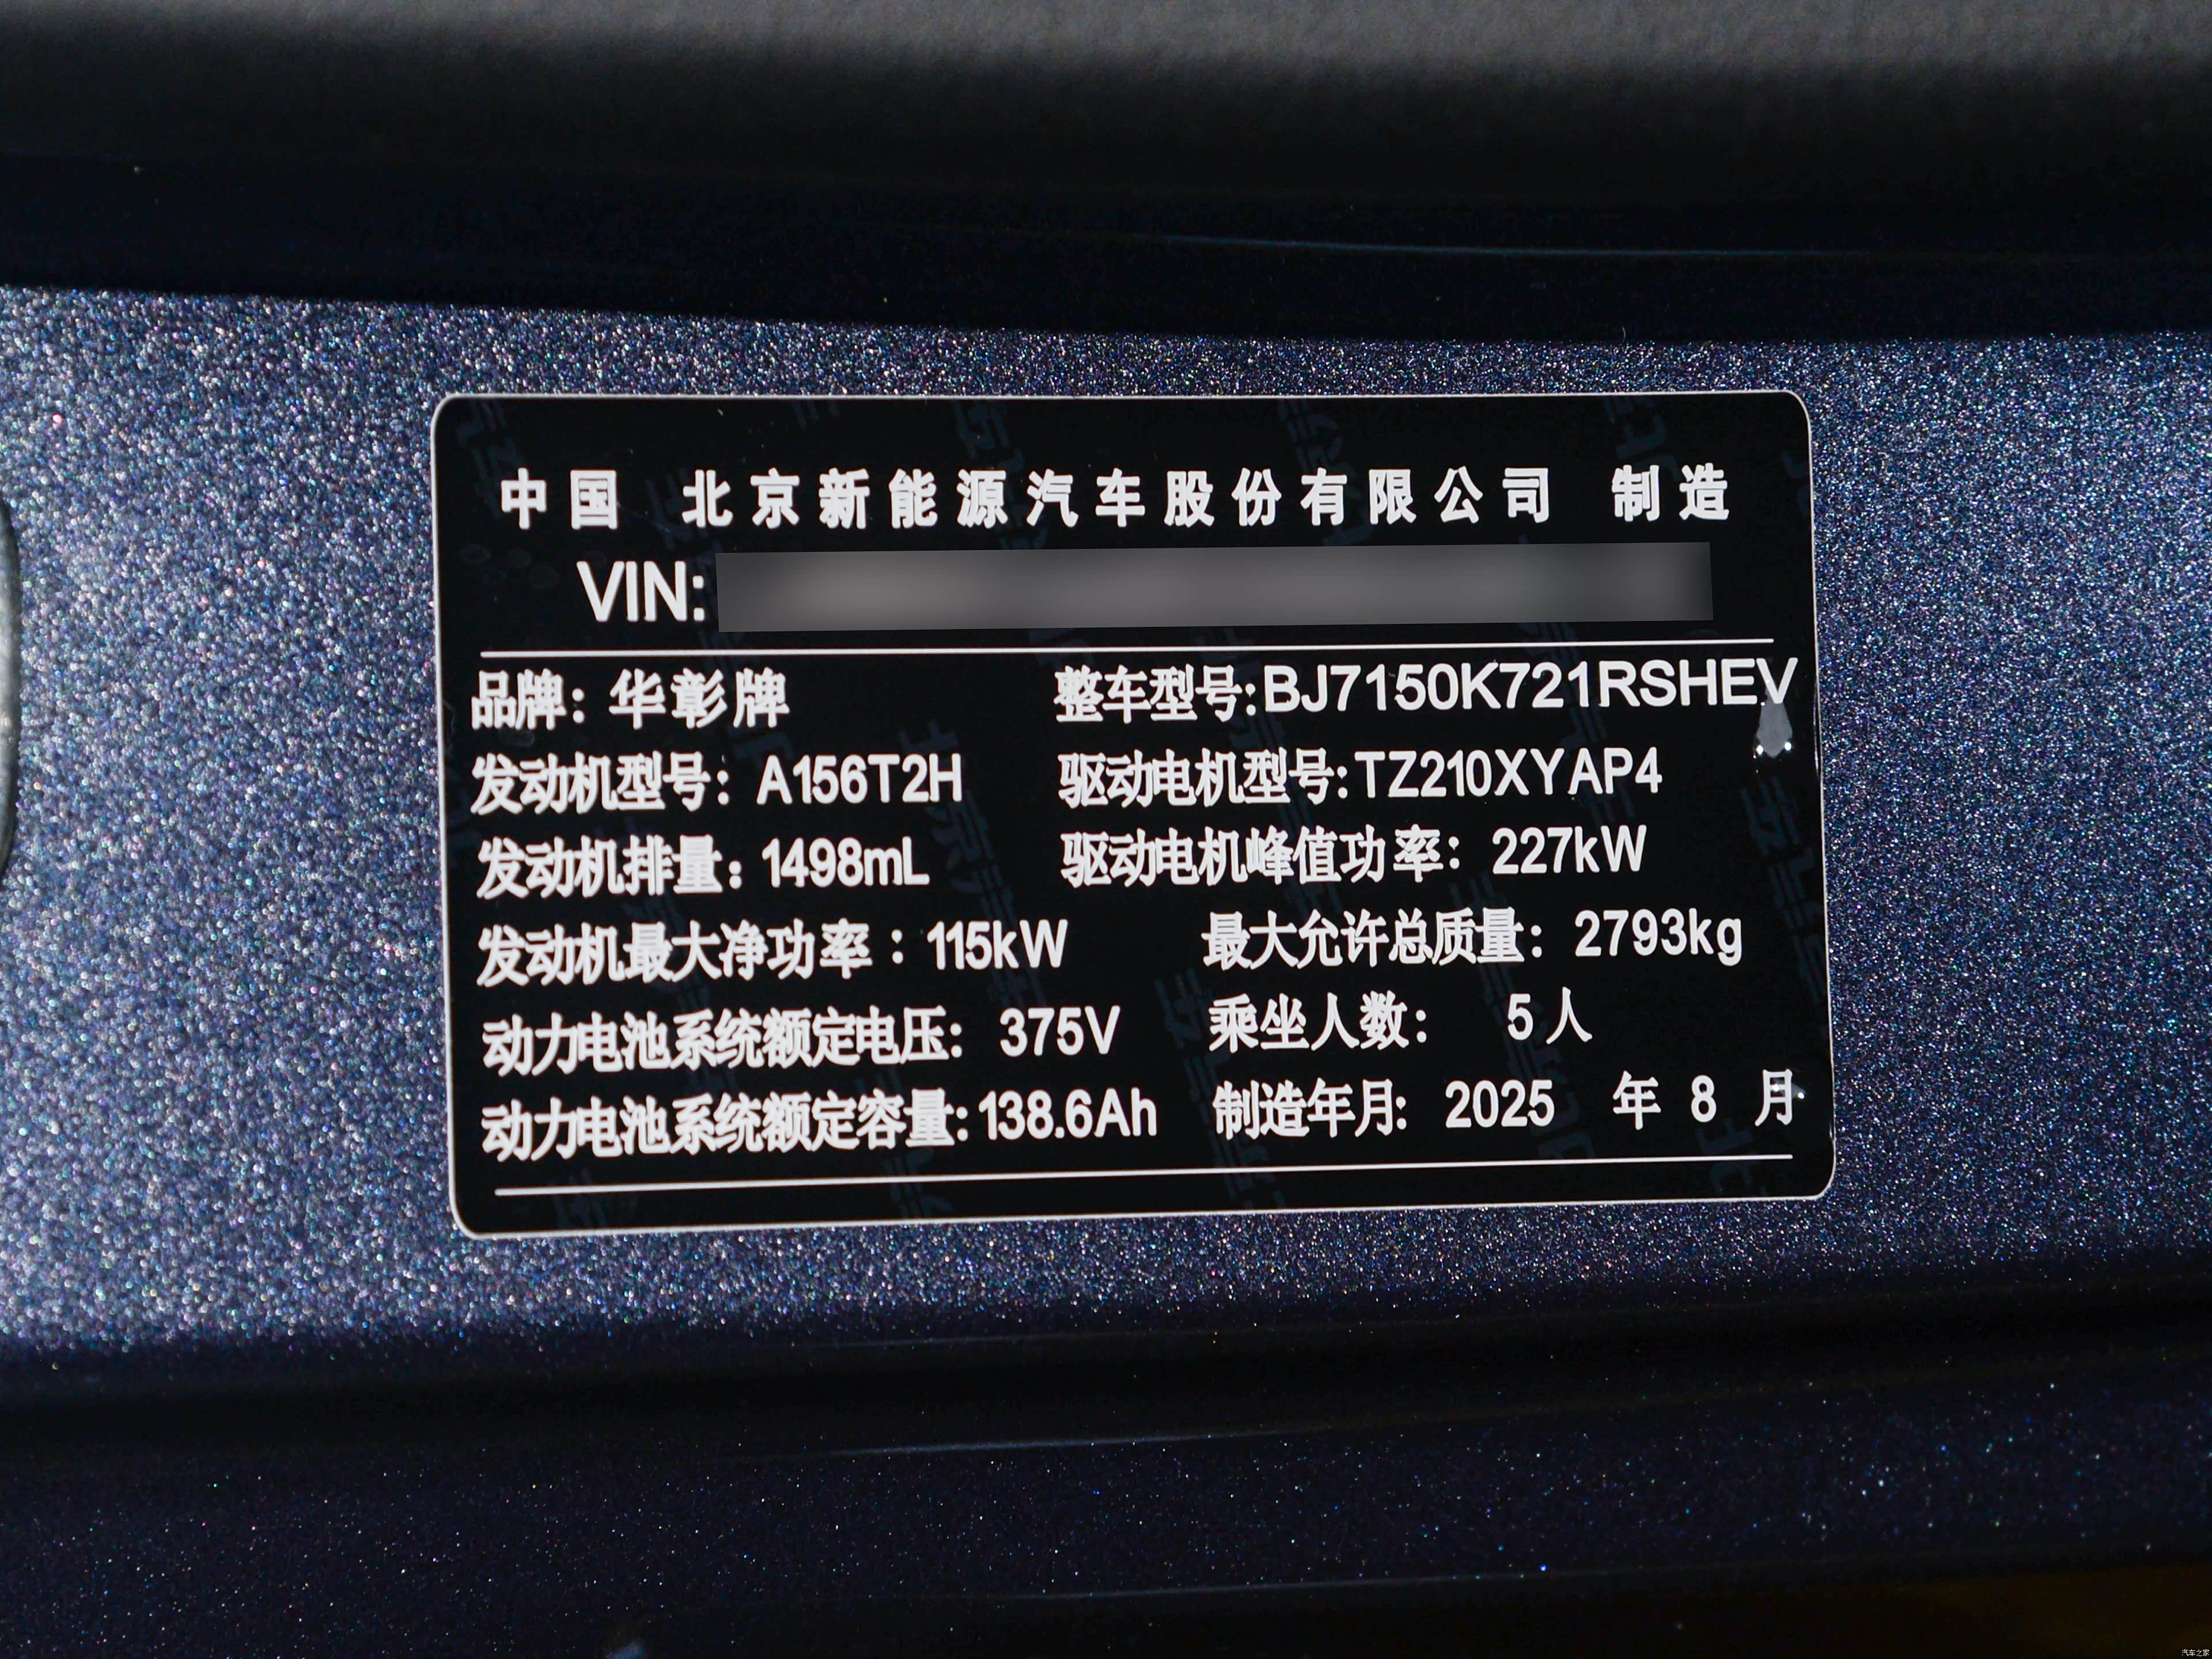 中国 北京新能源汽车股份有限公司 制造
VIN:
品牌：华彰牌 整车型号:BJ7150K721RSHEV
发动机型号：A156T2H 驱动电机型号:TZ210XYAP4
发动机排量：1498mL 驱动电机峰值功率：227kW
发动机最大净功率：115kW 最大允许总质量：2793kg
动力电池系统额定电压：375V 乘坐人数： 5人
动力电池系统额定容量:138.6Ah 制造年月：2025 年 8 月
汽车之家